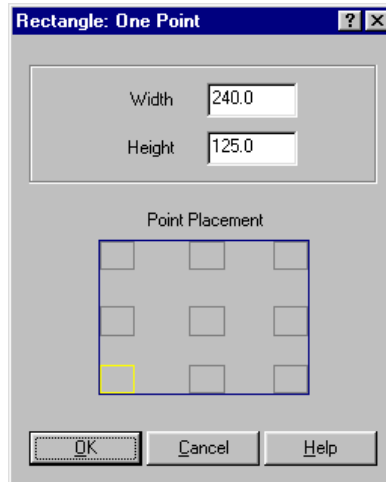 Rectangle: One Point
Width 240.0
Height 125.0
Point Placement
OK Cancel Help